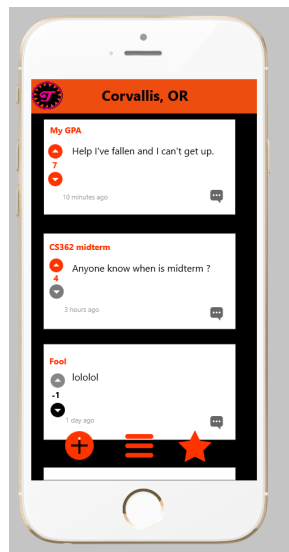 Corvallis, OR
My GPA
Help I've fallen and I can't get up.
7
10 minutes ago
CS362 midterm
Anyone know when is midterm ?
4
3 hours ago
Fool
lololol
-1
1 day ago